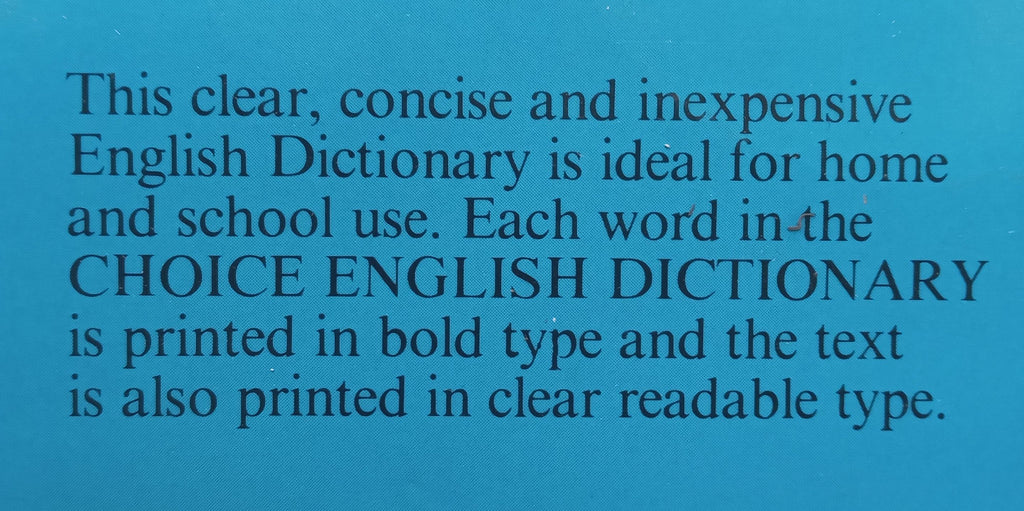 This clear, concise and inexpensive
English Dictionary is ideal for home
and school use. Each word in the
CHOICE ENGLISH DICTIONARY
is printed in bold type and the text
is also printed in clear readable type.